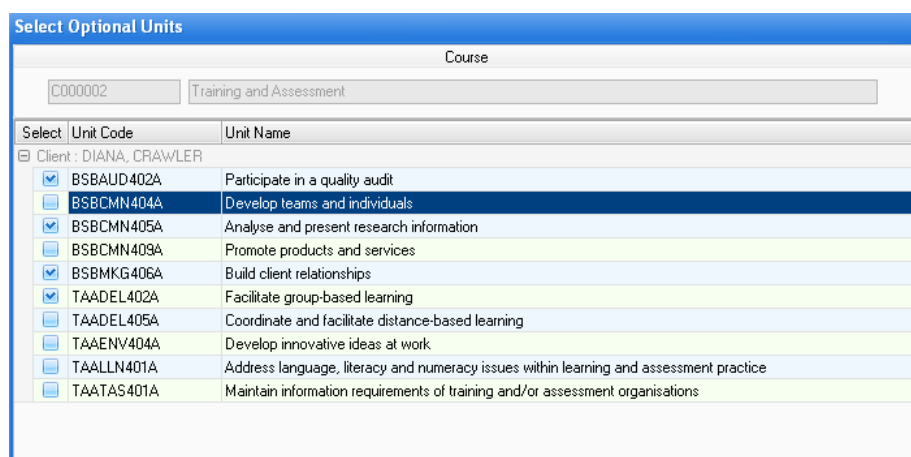 Select Optional Units
Course
C000002 Training and Assessment
Select Unit Code Unit Name
Client : DIANA, CRAWLER
BSBAUD402A Participate in a quality audit
BSBCMN404A Develop teams and individuals
BSBCMN405A Analyse and present research information
BSBCMN409A Promote products and services
BSBMKG406A Build client relationships
TAADEL402A Facilitate group-based learning
TAADEL405A Coordinate and facilitate distance-based learning
TAAENV404A Develop innovative ideas at work
TAALLN401A Address language, literacy and numeracy issues within learning and assessment practice
TAATAS401A Maintain information requirements of training and/or assessment organisations